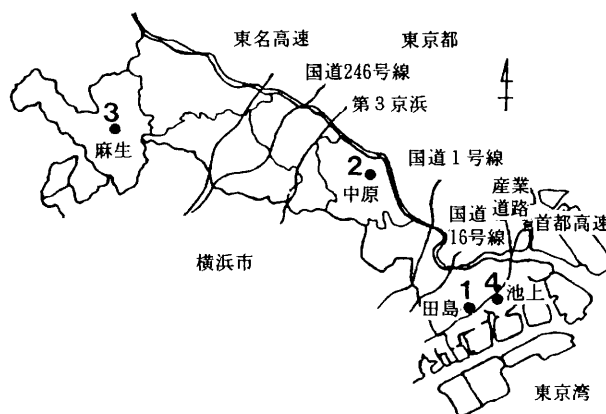 東名高速
東京都
国道246号線
第3京浜
3
麻生
2
中原
国道1号線
産業
道路
国道
16号線
首都高速
横浜市
1
田島
4
池上
東京湾